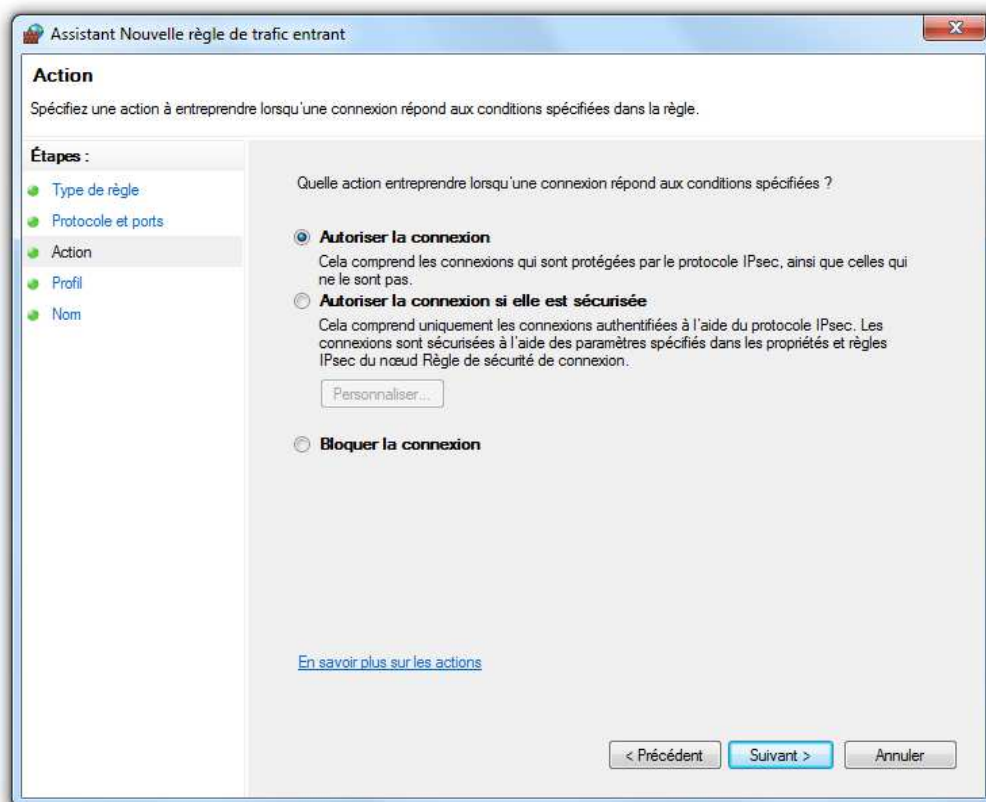 Assistant Nouvelle règle de trafic entrant
Action
Spécifiez une action à entreprendre lorsqu'une connexion répond aux conditions spécifiées dans la règle.
Étapes :
Type de règle
Protocole et ports
Action
Profil
Nom
Quelle action entreprendre lorsqu'une connexion répond aux conditions spécifiées ?
Autoriser la connexion
Cela comprend les connexions qui sont protégées par le protocole IPsec, ainsi que celles qui
ne le sont pas.
Autoriser la connexion si elle est sécurisée
Cela comprend uniquement les connexions authentifiées à l'aide du protocole IPsec. Les
connexions sont sécurisées à l'aide des paramètres spécifiés dans les propriétés et règles
IPsec du nœud Règle de sécurité de connexion.
Personnaliser...
Bloquer la connexion
En savoir plus sur les actions
< Précédent
Suivant >
Annuler